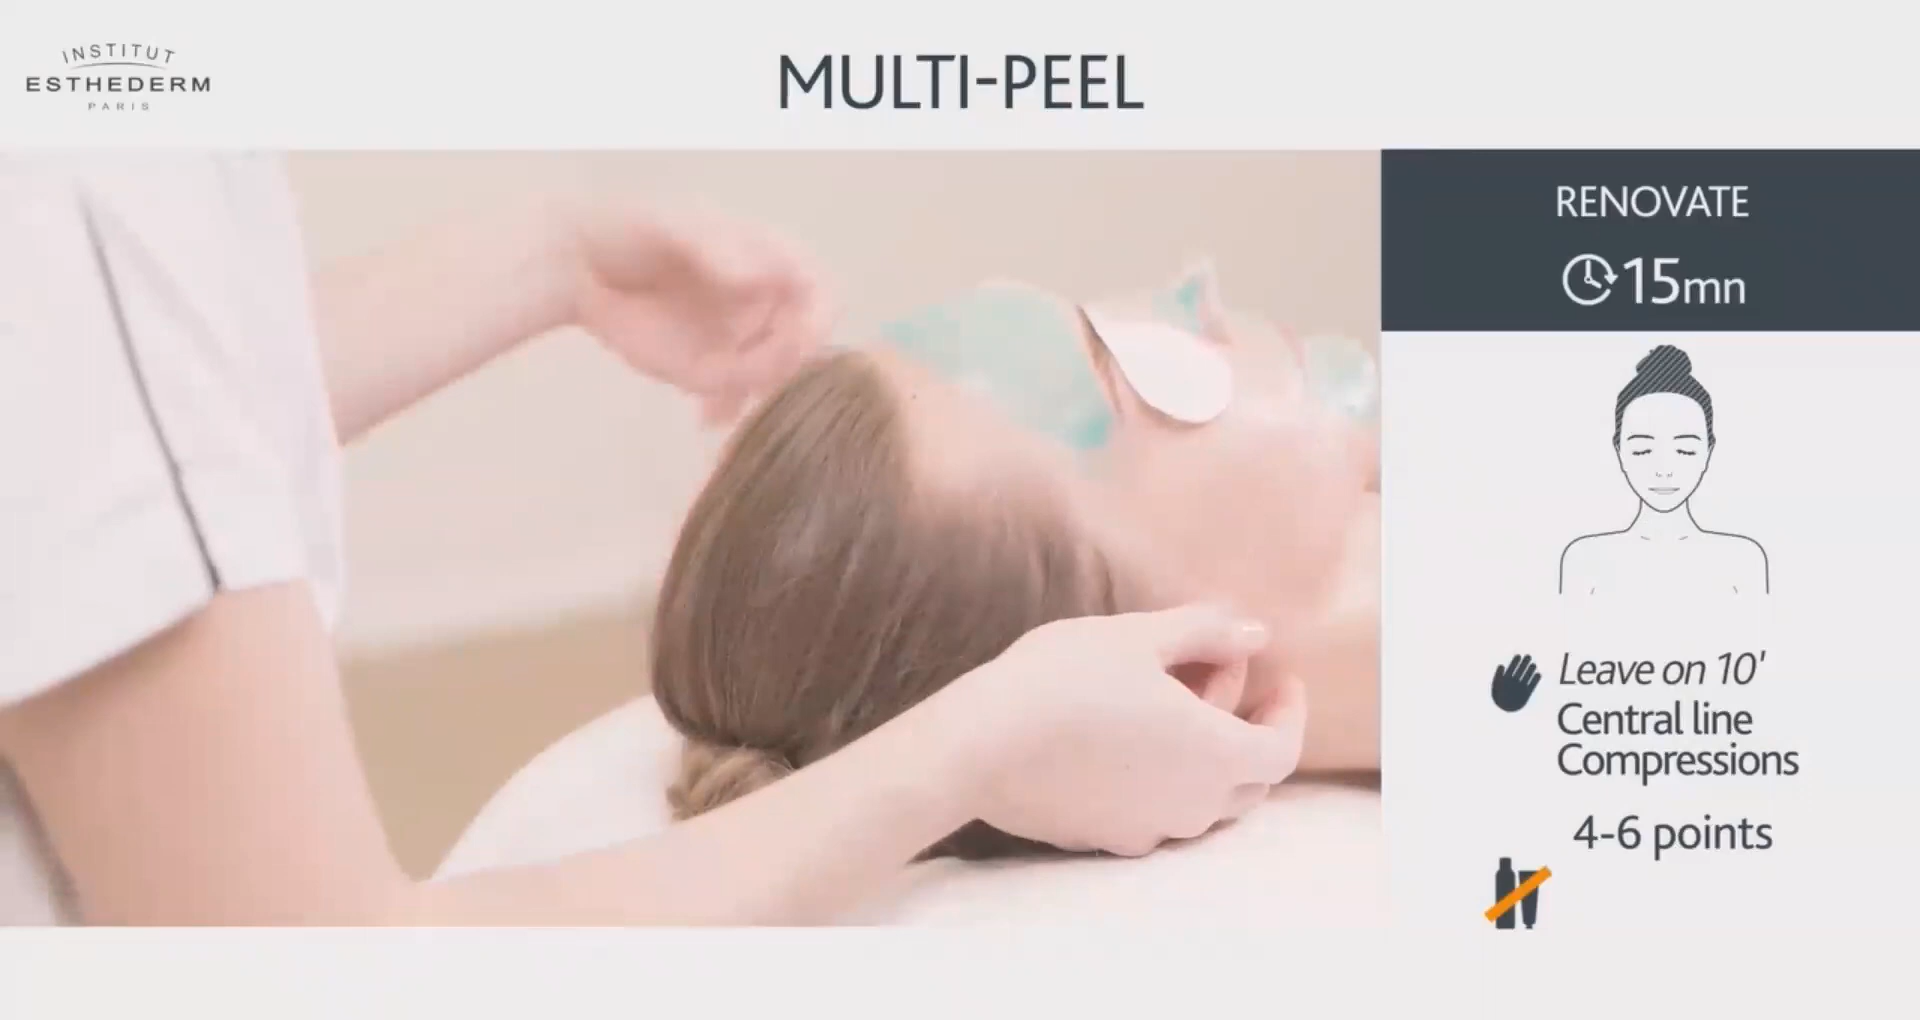 INSTITUT
ESTHEDERM
PARIS
MULTI-PEEL
RENOVATE
15mn
Leave on 10'
Central line
Compressions
4-6 points